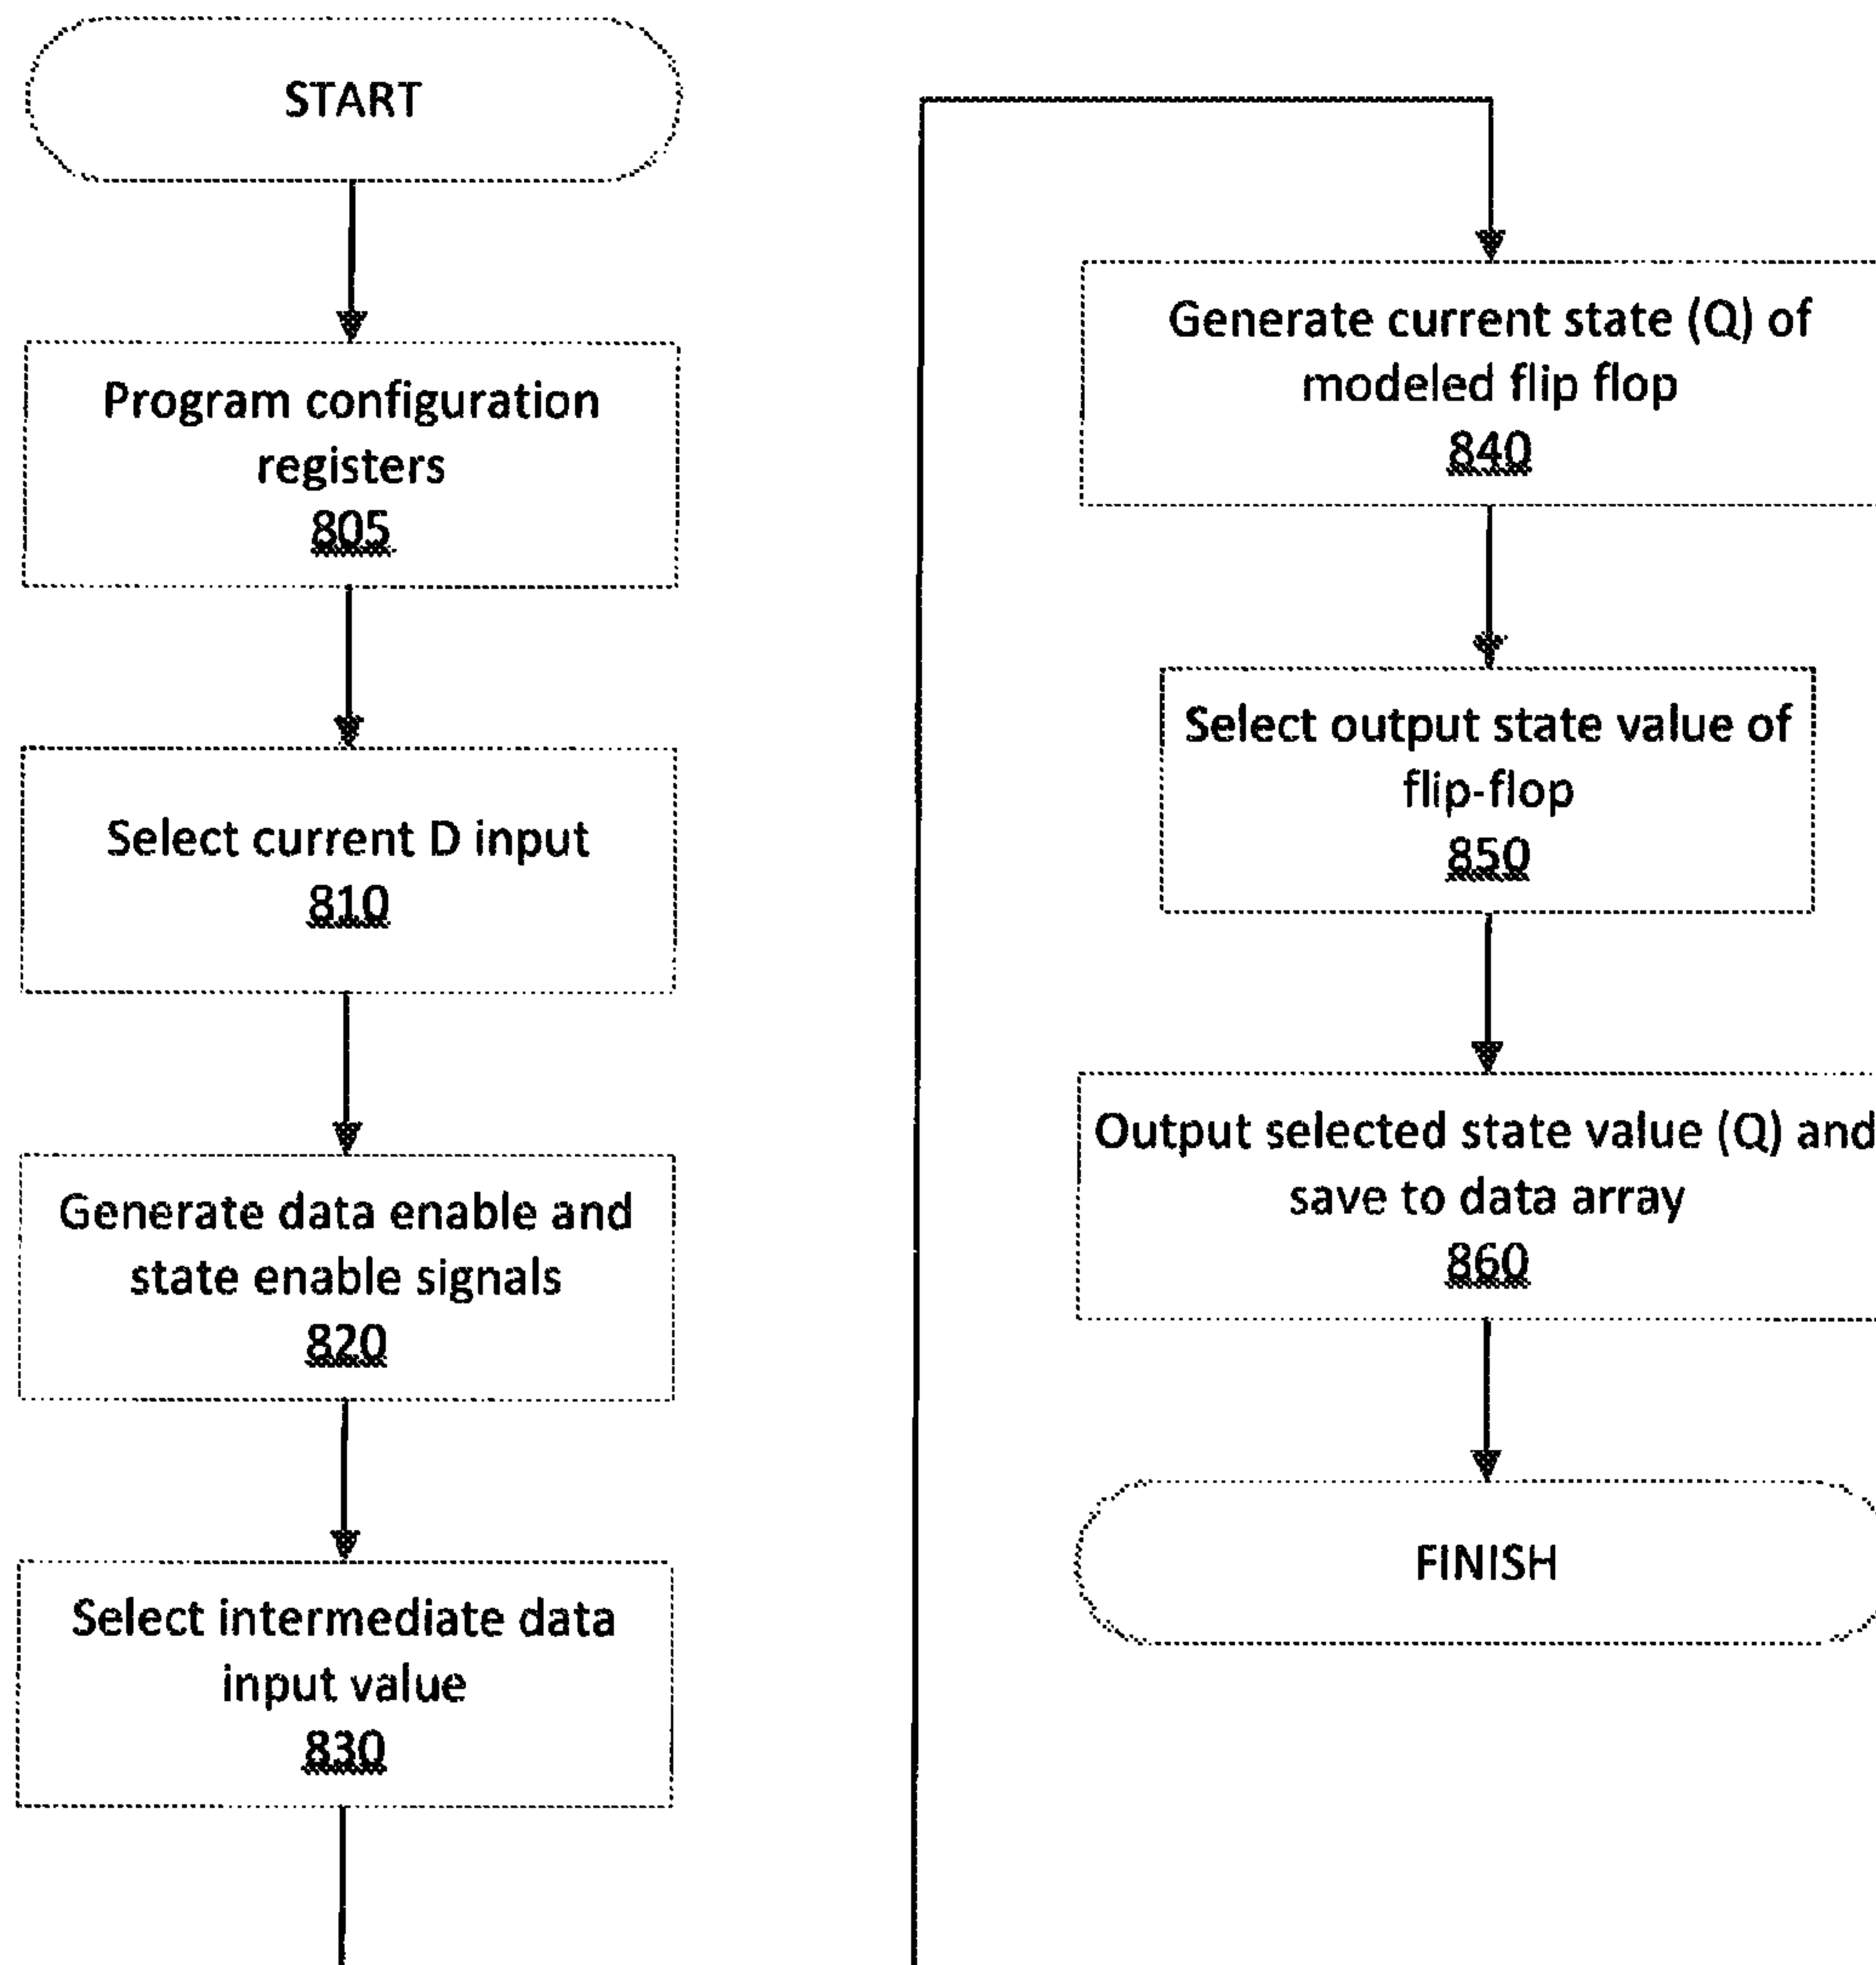 START
Program configuration
registers
805
Select current D input
810
Generate data enable and
state enable signals
820
Select intermediate data
input value
830
Generate current state (Q) of
modeled flip flop
840
Select output state value of
flip-flop
850
Output selected state value (Q) and
save to data array
860
FINISH